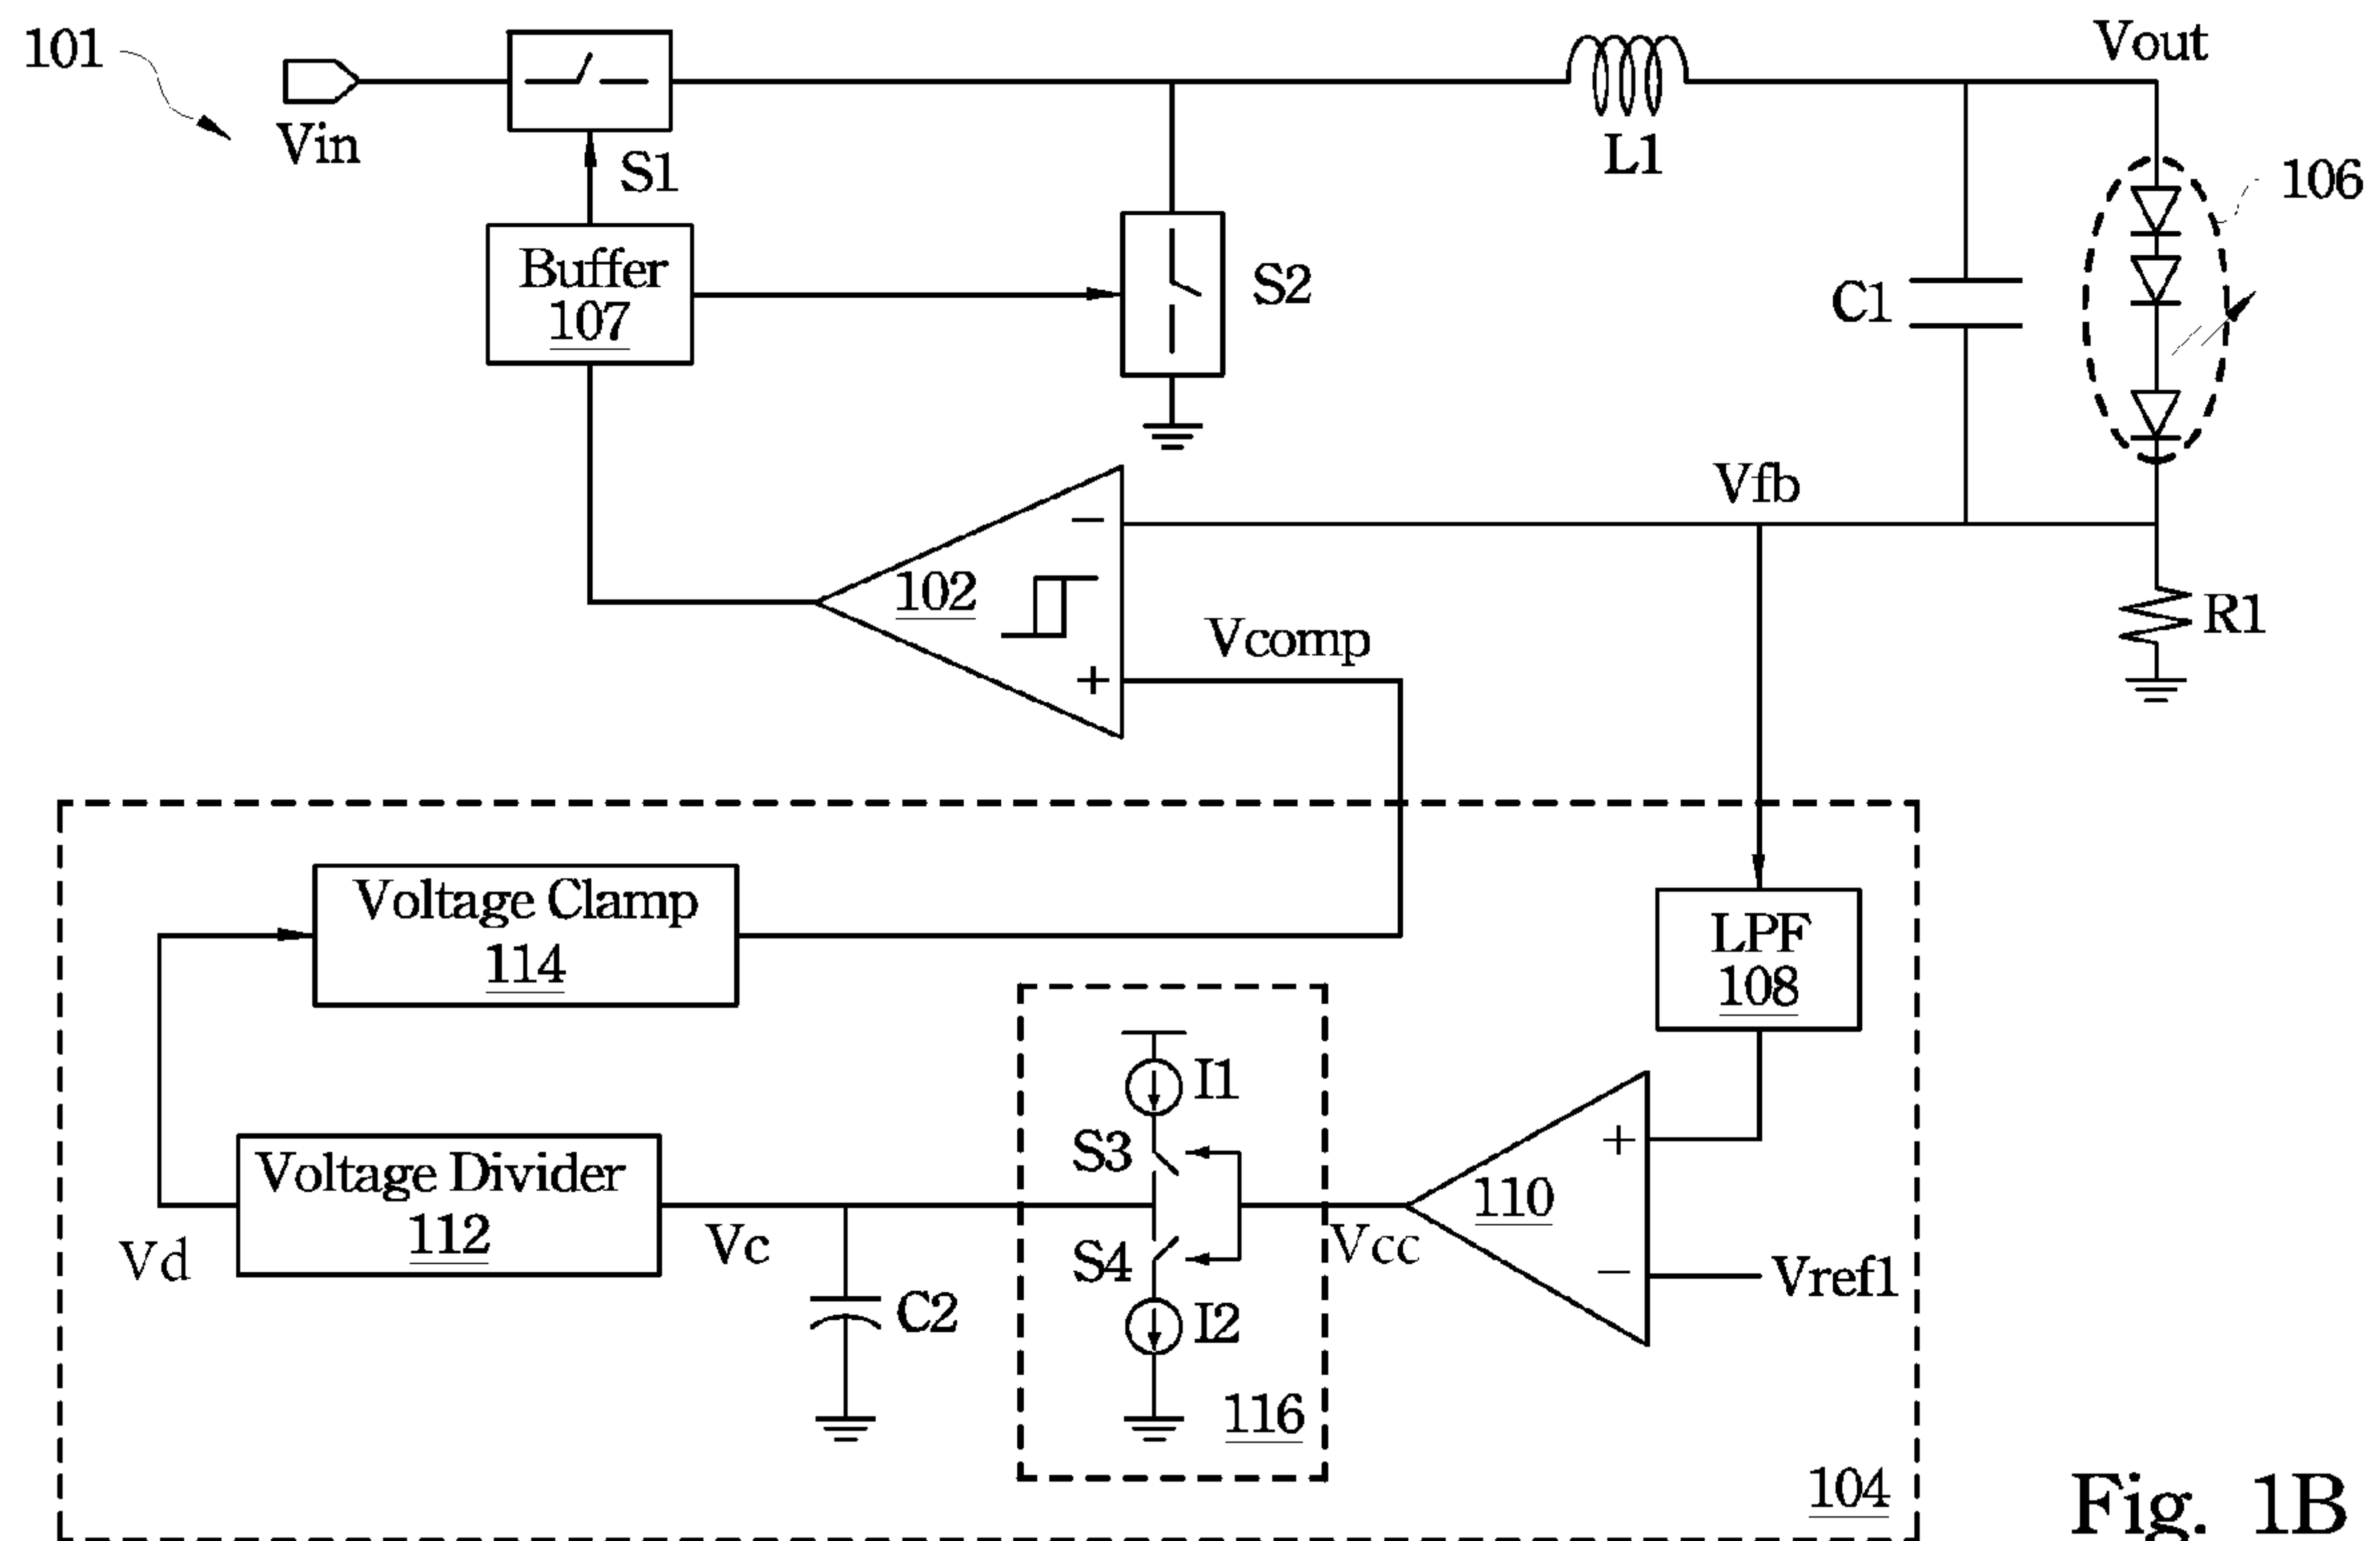 101
Vin
S1
L1
Vout
106
Buffer
107
S2
C1
Vfb
102
−
+
Vcomp
R1
Voltage Clamp
114
LPF
108
I1
S3
S4
I2
116
Vcc
110
+
−
Vref1
Voltage Divider
112
Vd
Vc
C2
104
Fig. 1B